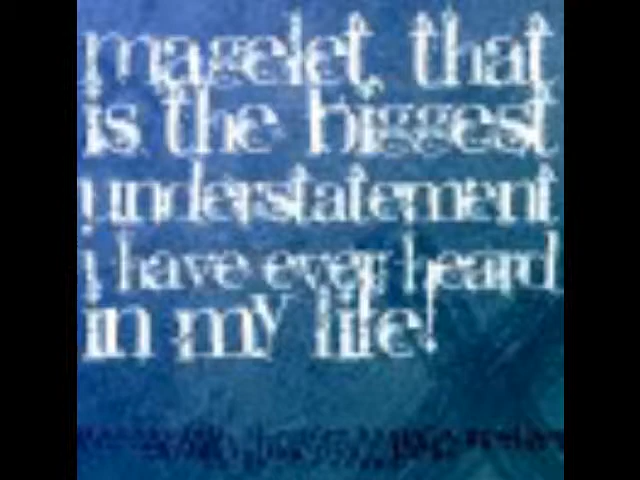 magelet, that
is the biggest
understatement
i have ever heard
in my life!